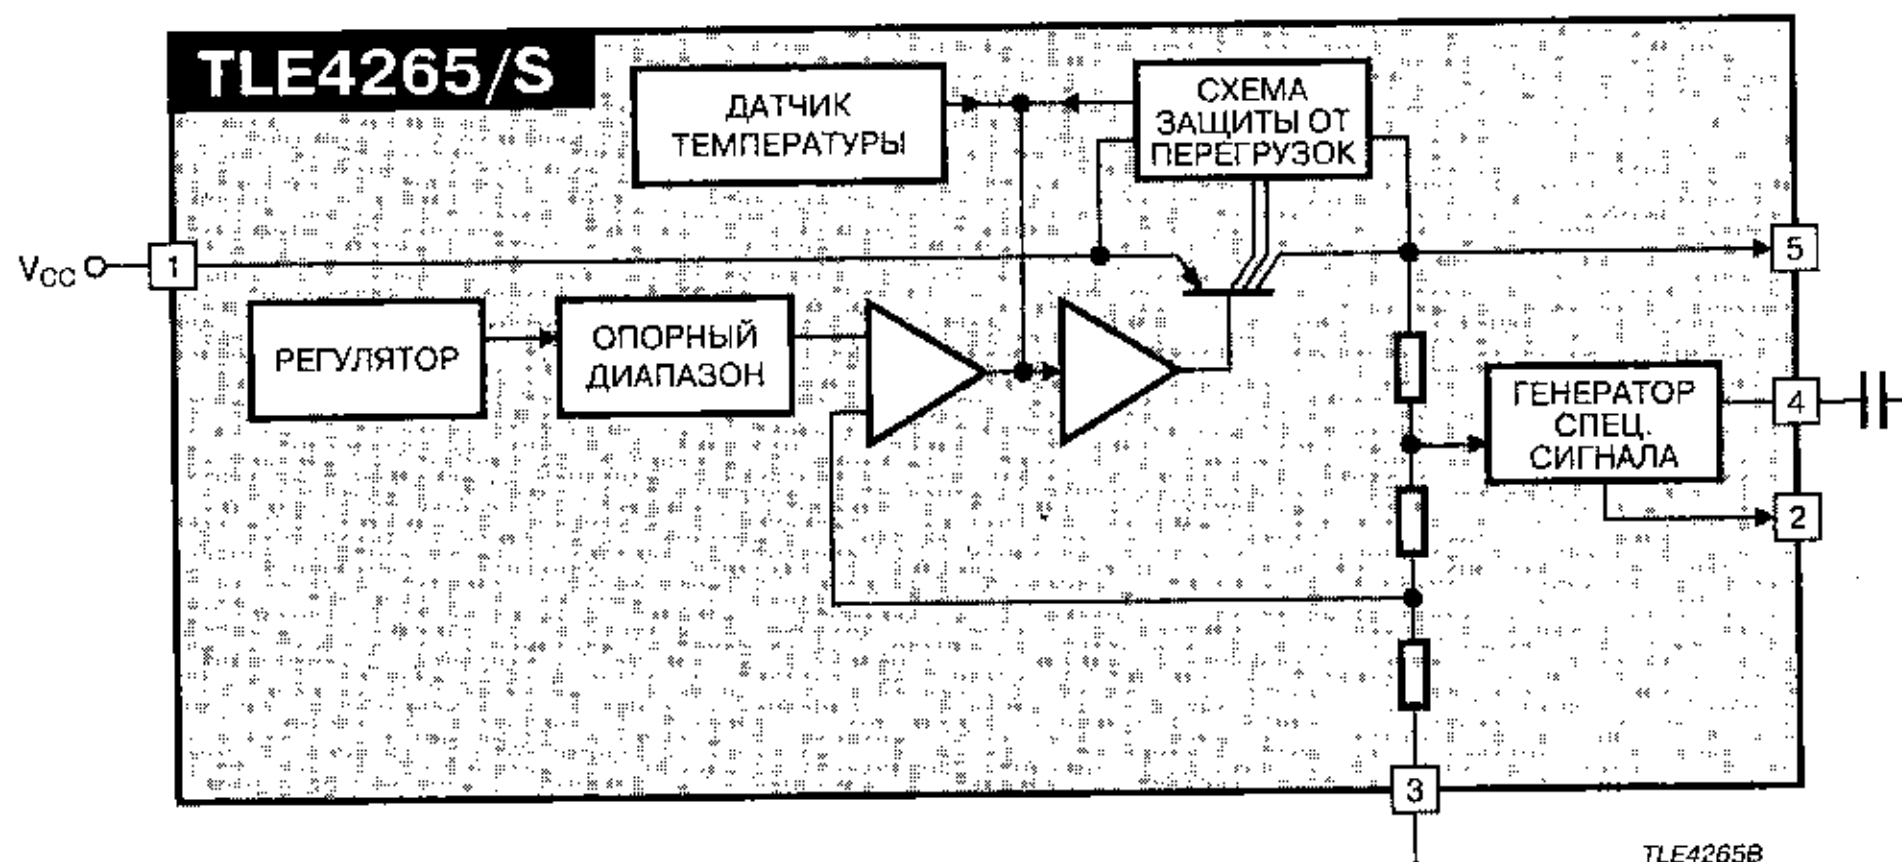 TLE4265/S
ДАТЧИК
ТЕМПЕРАТУРЫ
СХЕМА
ЗАЩИТЫ ОТ
ПЕРЕГРУЗОК
VCC
1
5
РЕГУЛЯТОР
ОПОРНЫЙ
ДИАПАЗОН
ГЕНЕРАТОР
СПЕЦ.
СИГНАЛА
4
2
3
TLE4265B